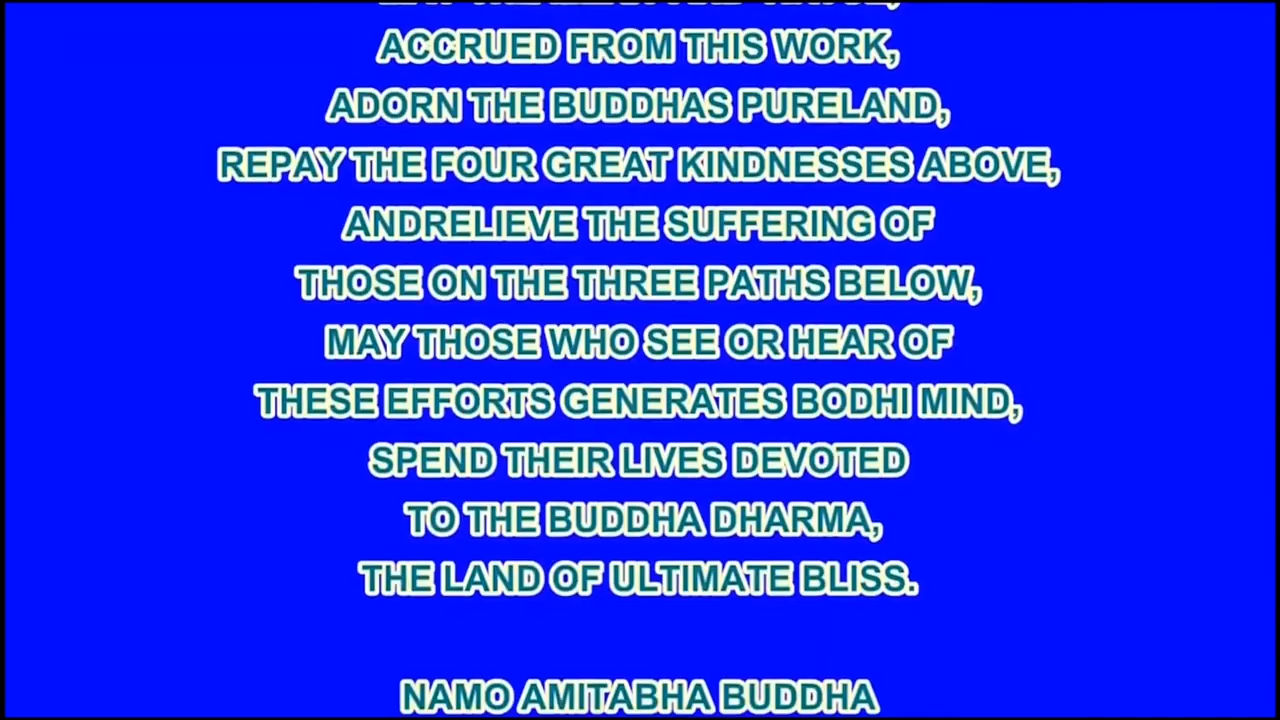 ACCRUED FROM THIS WORK,
ADORN THE BUDDHAS PURELAND,
REPAY THE FOUR GREAT KINDNESSES ABOVE,
ANDRELIEVE THE SUFFERING OF
THOSE ON THE THREE PATHS BELOW,
MAY THOSE WHO SEE OR HEAR OF
THESE EFFORTS GENERATES BODHI MIND,
SPEND THEIR LIVES DEVOTED
TO THE BUDDHA DHARMA,
THE LAND OF ULTIMATE BLISS.
NAMO AMITABHA BUDDHA